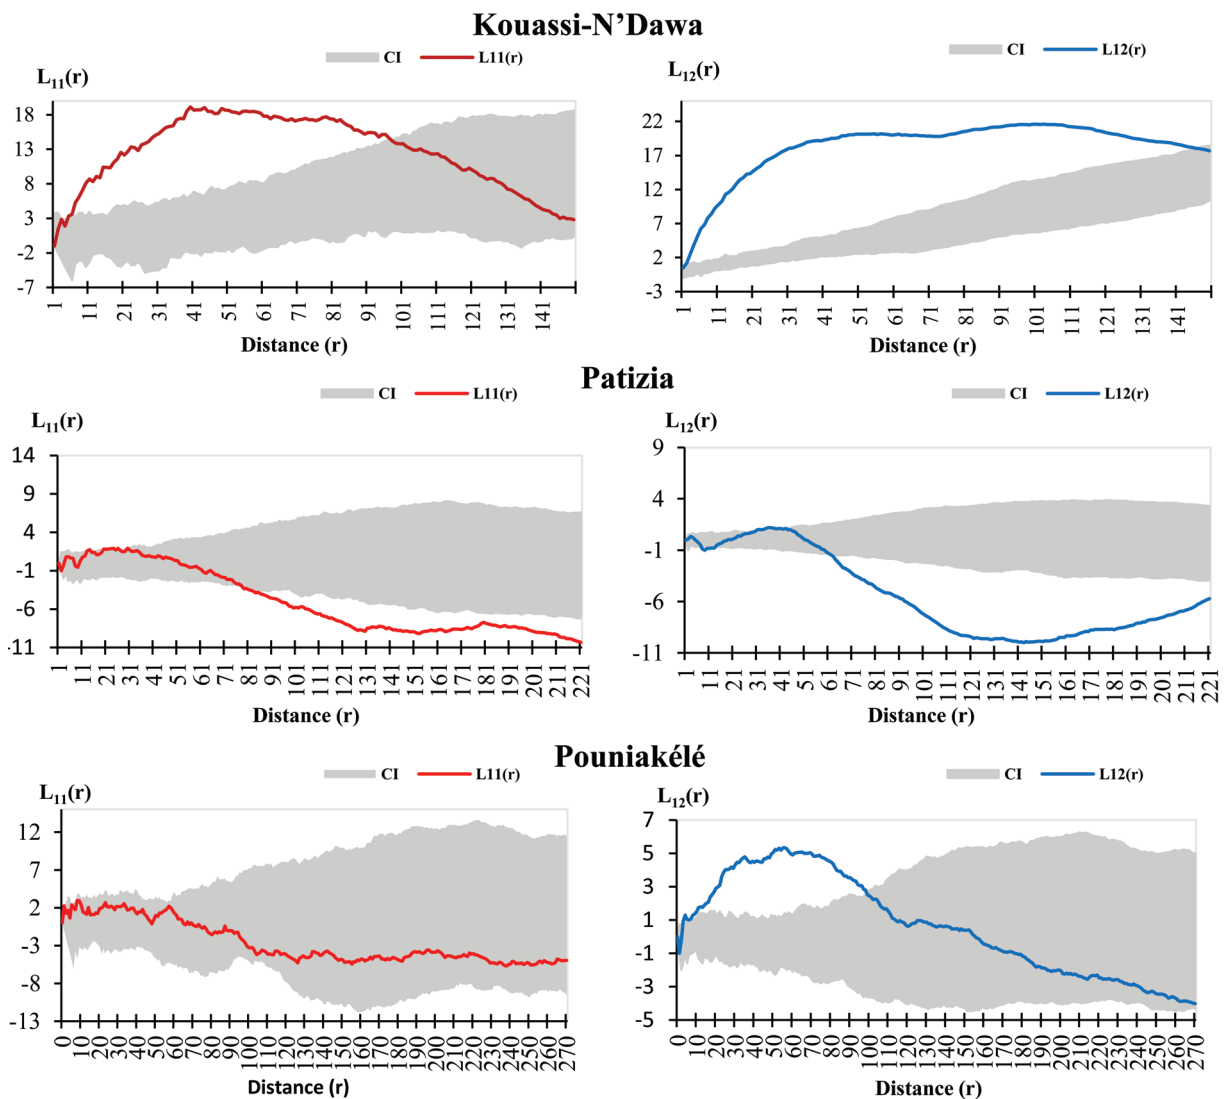 Kouassi-N’Dawa
CI L11(r)
L11(r)
18
13
8
3
-2
-7
1 11 21 31 41 51 61 71 81 91 101 111 121 131 141
Distance (r)
CI L12(r)
L12(r)
22
17
12
7
2
-3
1 11 21 31 41 51 61 71 81 91 101 111 121 131 141
Distance (r)
Patizia
CI L11(r)
L11(r)
14
9
4
-1
-6
-11
1 11 21 31 41 51 61 71 81 91 101 111 121 131 141 151 161 171 181 191 201 211 221
Distance (r)
CI L12(r)
L12(r)
9
4
-1
-6
-11
1 11 21 31 41 51 61 71 81 91 101 111 121 131 141 151 161 171 181 191 201 211 221
Distance (r)
Pouniakélé
CI L11(r)
L11(r)
12
7
2
-3
-8
-13
0 10 20 30 40 50 60 70 80 90 100 110 120 130 140 150 160 170 180 190 200 210 220 230 240 250 260 270
Distance (r)
CI L12(r)
L12(r)
7
5
3
1
-1
-3
-5
0 10 20 30 40 50 60 70 80 90 100 110 120 130 140 150 160 170 180 190 200 210 220 230 240 250 260 270
Distance (r)